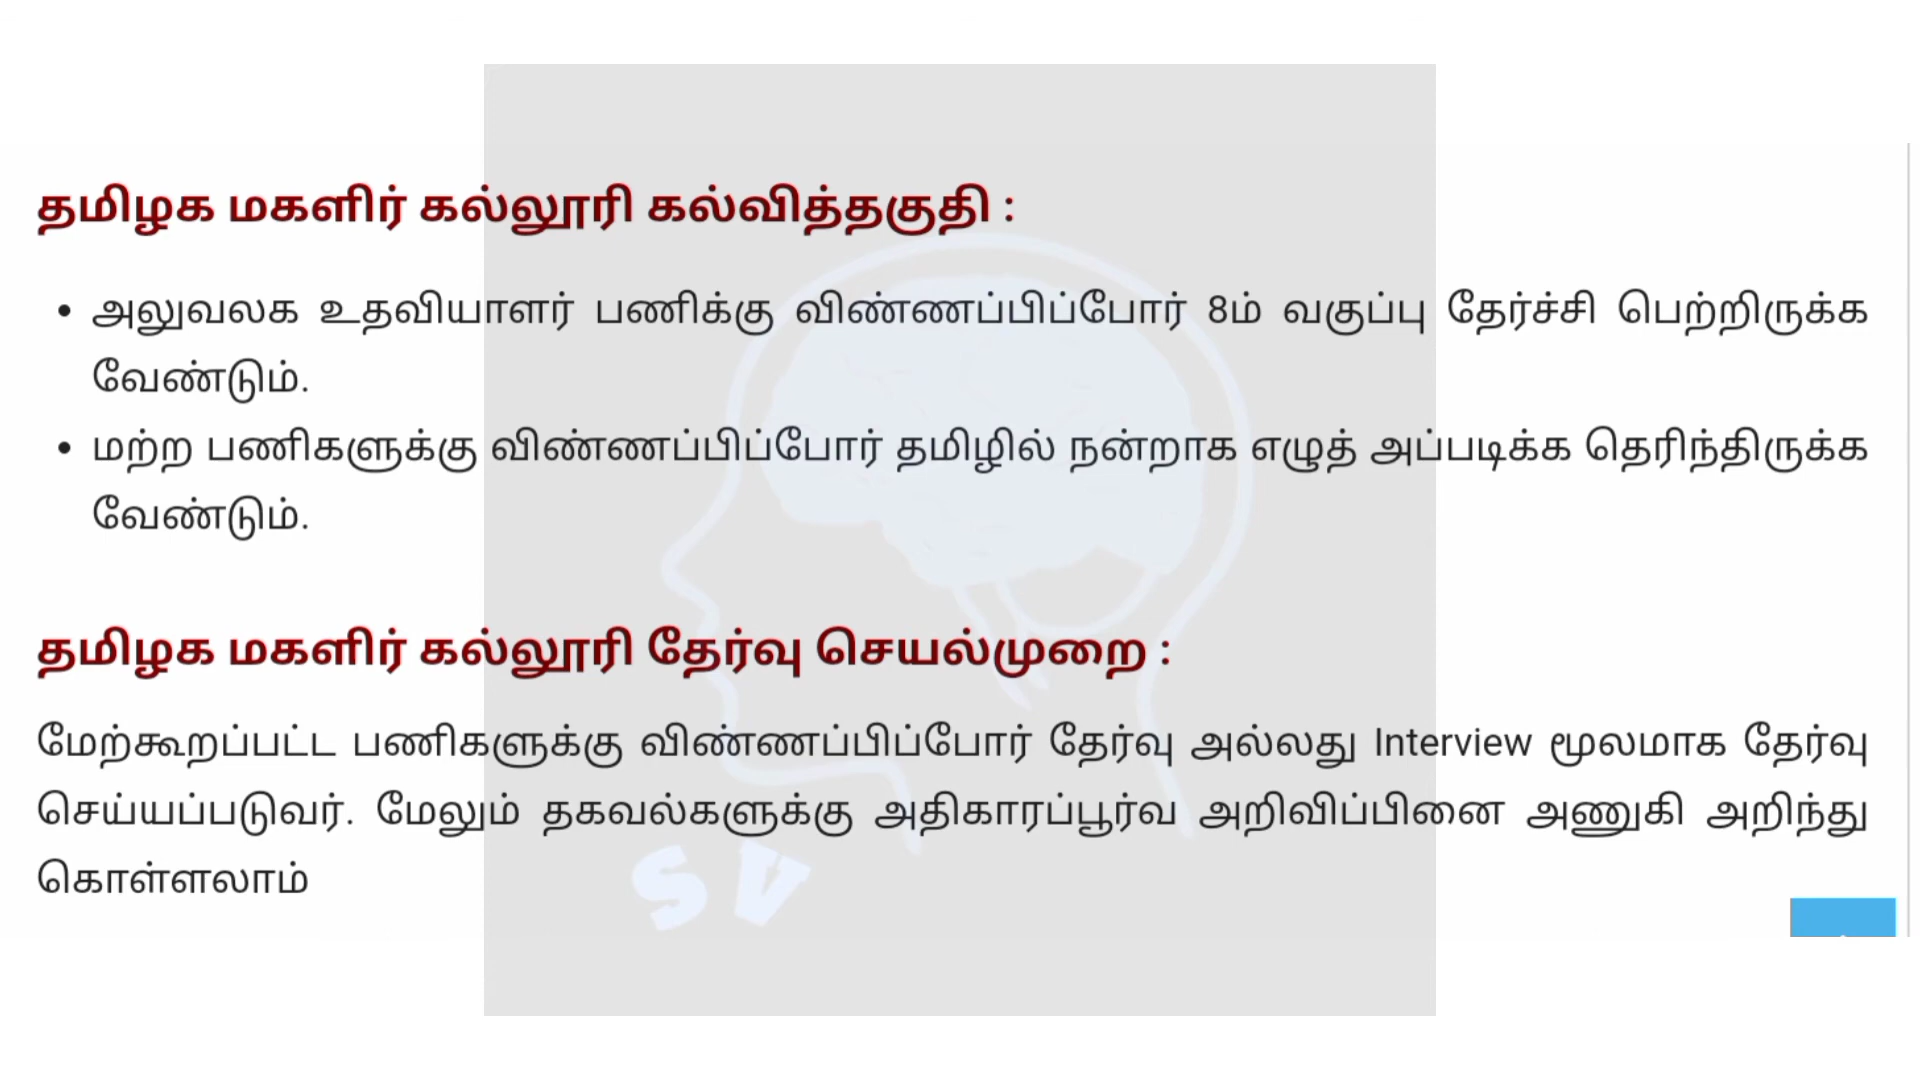 தமிழக மகளிர் கல்லூரி கல்வித்தகுதி :
• அலுவலக உதவியாளர் பணிக்கு விண்ணப்பிப்போர் 8ம் வகுப்பு தேர்ச்சி பெற்றிருக்க
வேண்டும்.
• மற்ற பணிகளுக்கு விண்ணப்பிப்போர் தமிழில் நன்றாக எழுத் அப்படிக்க தெரிந்திருக்க
வேண்டும்.
தமிழக மகளிர் கல்லூரி தேர்வு செயல்முறை :
மேற்கூறப்பட்ட பணிகளுக்கு விண்ணப்பிப்போர் தேர்வு அல்லது Interview மூலமாக தேர்வு
செய்யப்படுவர். மேலும் தகவல்களுக்கு அதிகாரப்பூர்வ அறிவிப்பினை அணுகி அறிந்து
கொள்ளலாம்
SV